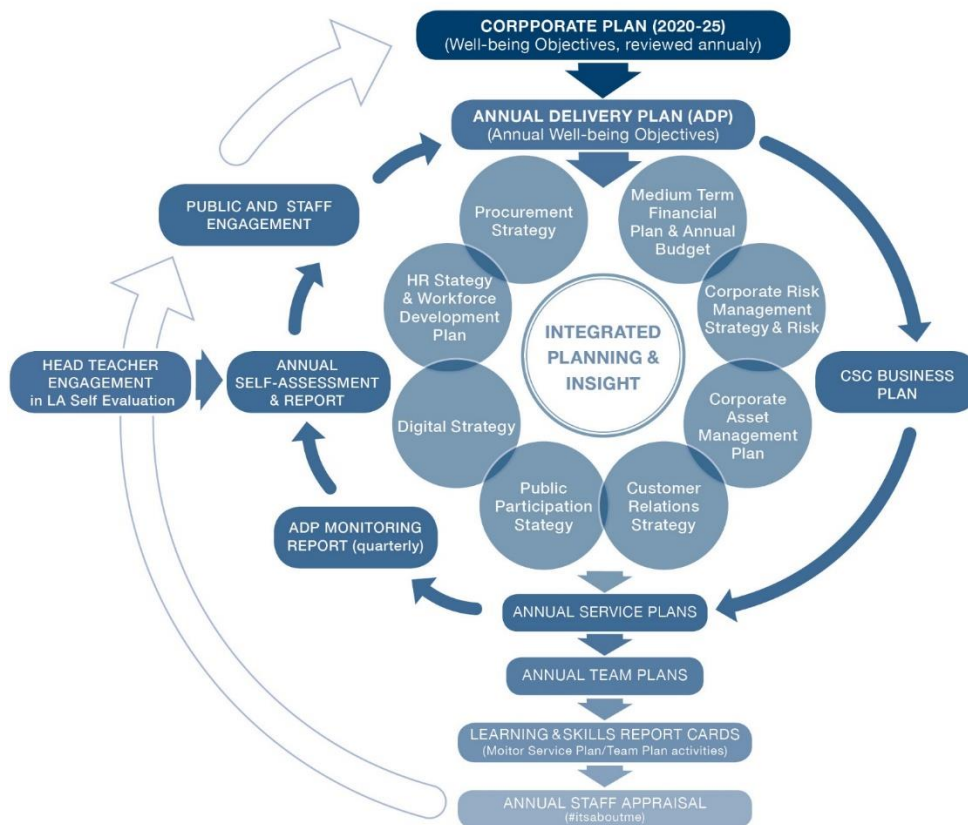 CORPPORATE PLAN (2020-25)
(Well-being Objectives, reviewed annualy)
ANNUAL DELIVERY PLAN (ADP)
(Annual Well-being Objectives)
PUBLIC AND STAFF
ENGAGEMENT
Procurement
Strategy
Medium Term
Financial
Plan & Annual
Budget
HR Stategy
& Workforce
Development
Plan
Corporate Risk
Management
Strategy & Risk
INTEGRATED
PLANNING &
INSIGHT
HEAD TEACHER
ENGAGEMENT
in LA Self Evaluation
ANNUAL
SELF-ASSESSMENT
& REPORT
CSC BUSINESS
PLAN
Digital Strategy
Corporate
Asset
Management
Plan
Public
Participation
Stategy
Customer
Relations
Strategy
ADP MONITORING
REPORT (quarterly)
ANNUAL SERVICE PLANS
ANNUAL TEAM PLANS
LEARNING & SKILLS REPORT CARDS
(Moitor Service Plan/Team Plan activities)
ANNUAL STAFF APPRAISAL
(#itsaboutme)